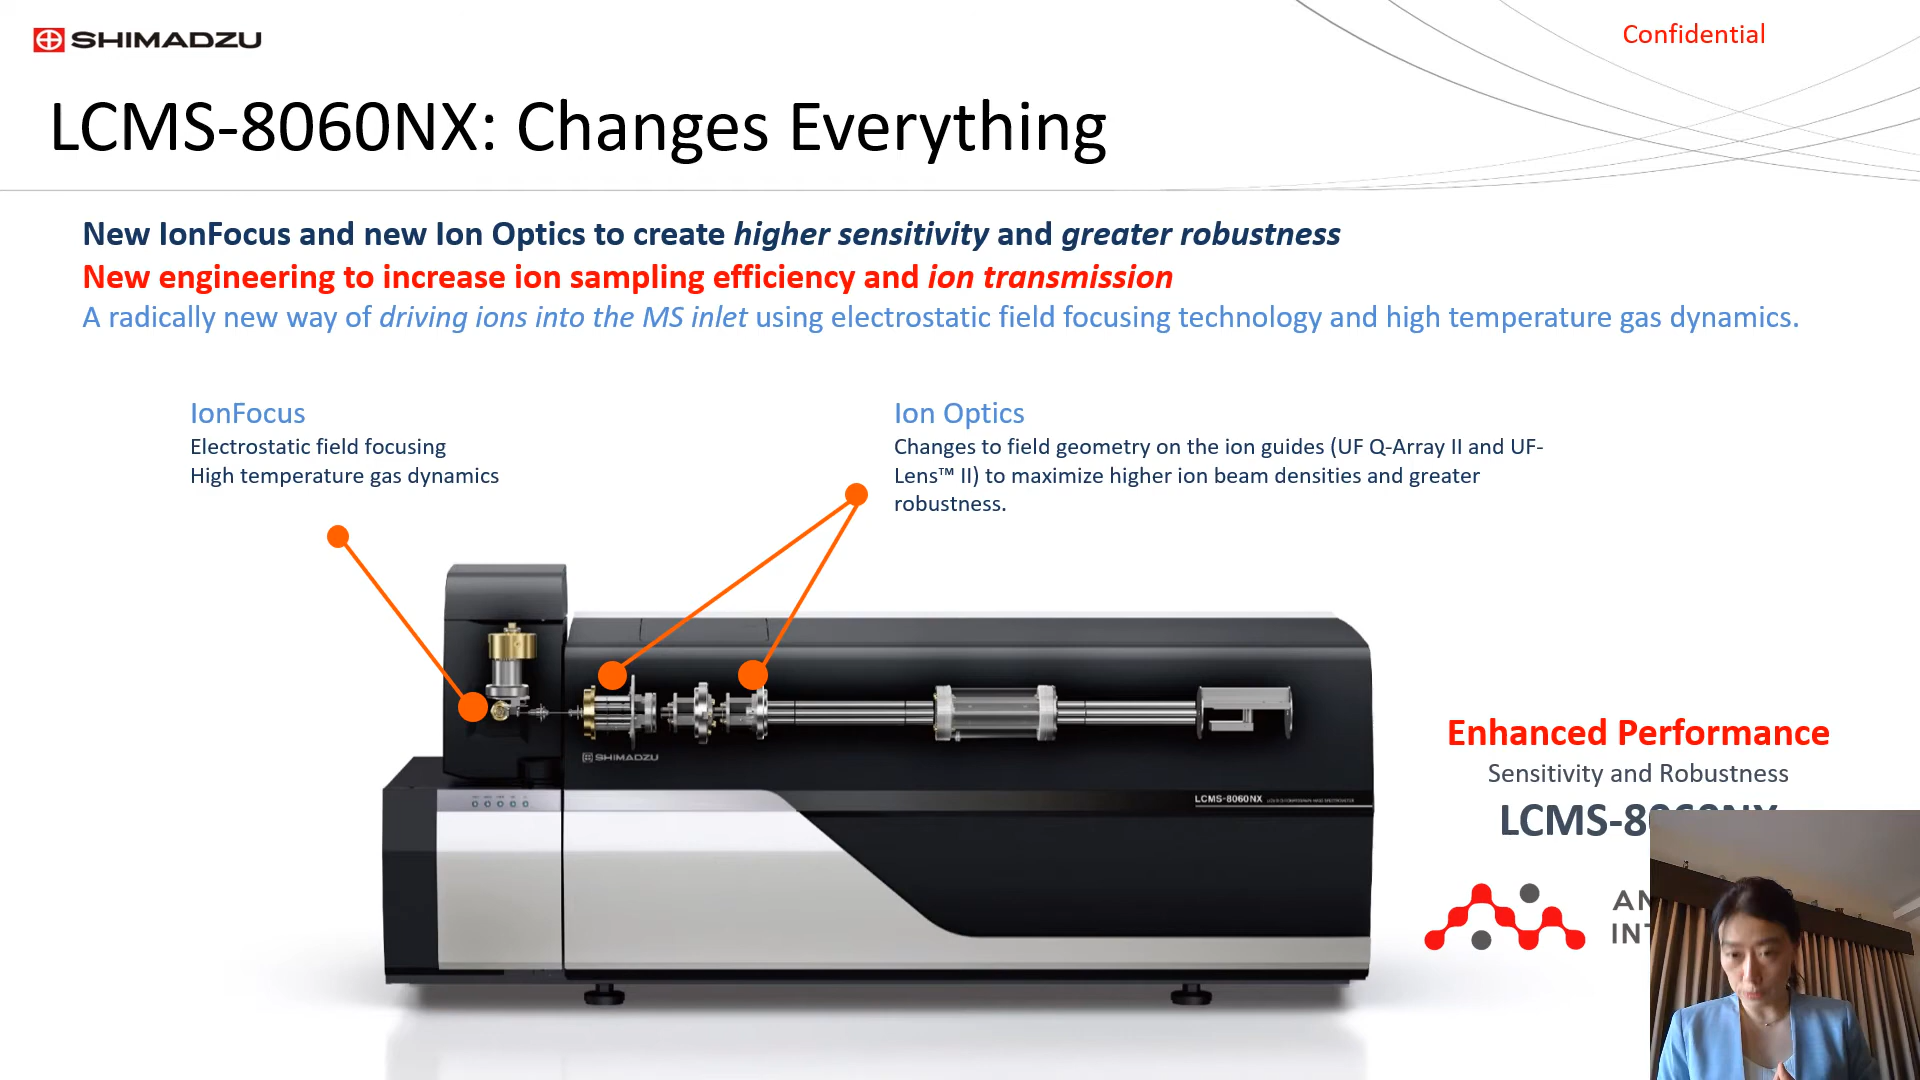 SHIMADZU
Confidential
LCMS-8060NX: Changes Everything
New IonFocus and new Ion Optics to create higher sensitivity and greater robustness
New engineering to increase ion sampling efficiency and ion transmission
A radically new way of driving ions into the MS inlet using electrostatic field focusing technology and high temperature gas dynamics.
IonFocus
Electrostatic field focusing
High temperature gas dynamics
Ion Optics
Changes to field geometry on the ion guides (UF Q-Array II and UF-
Lens™ II) to maximize higher ion beam densities and greater
robustness.
SHIMADZU
LCMS-8060NX
Enhanced Performance
Sensitivity and Robustness
LCMS-8060NX